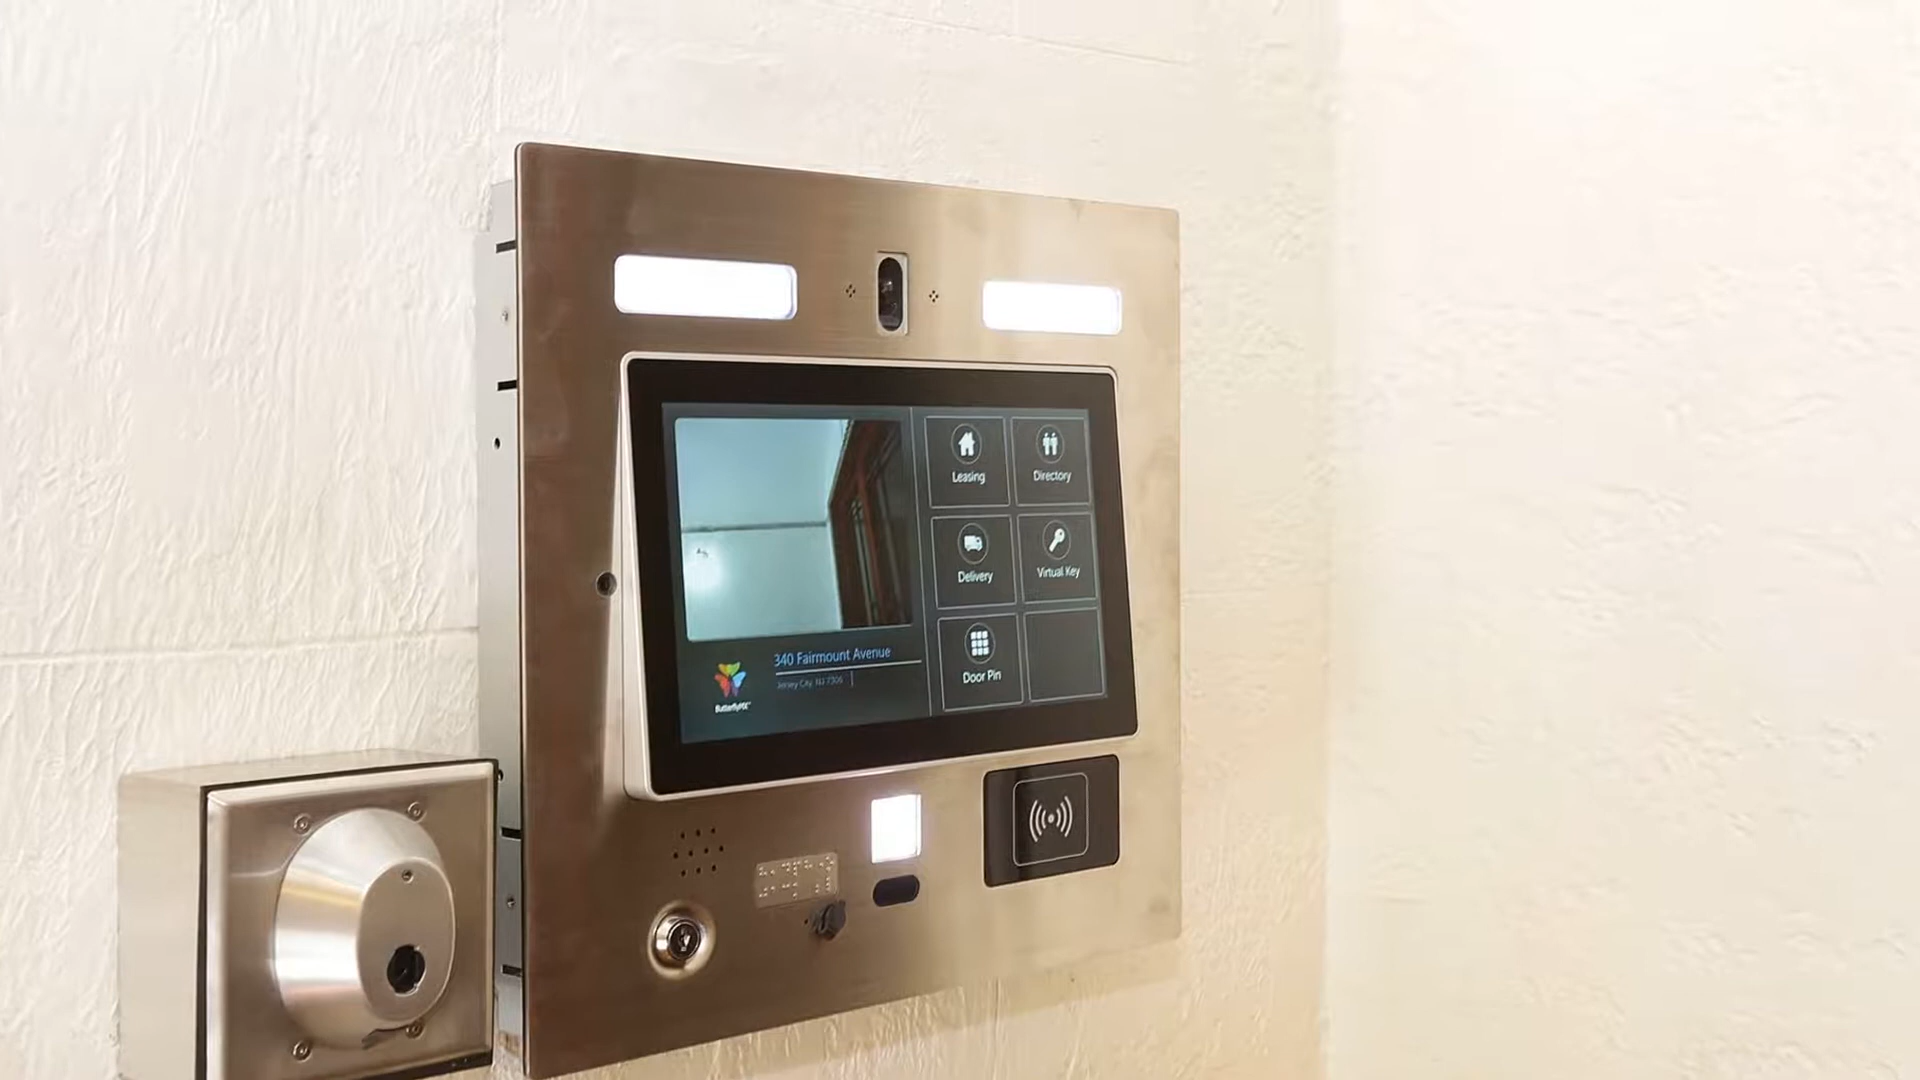 Leasing
Directory
Delivery
Virtual Key
Door Pin
340 Fairmount Avenue
Jersey City, NJ 7306
ButterflyMX